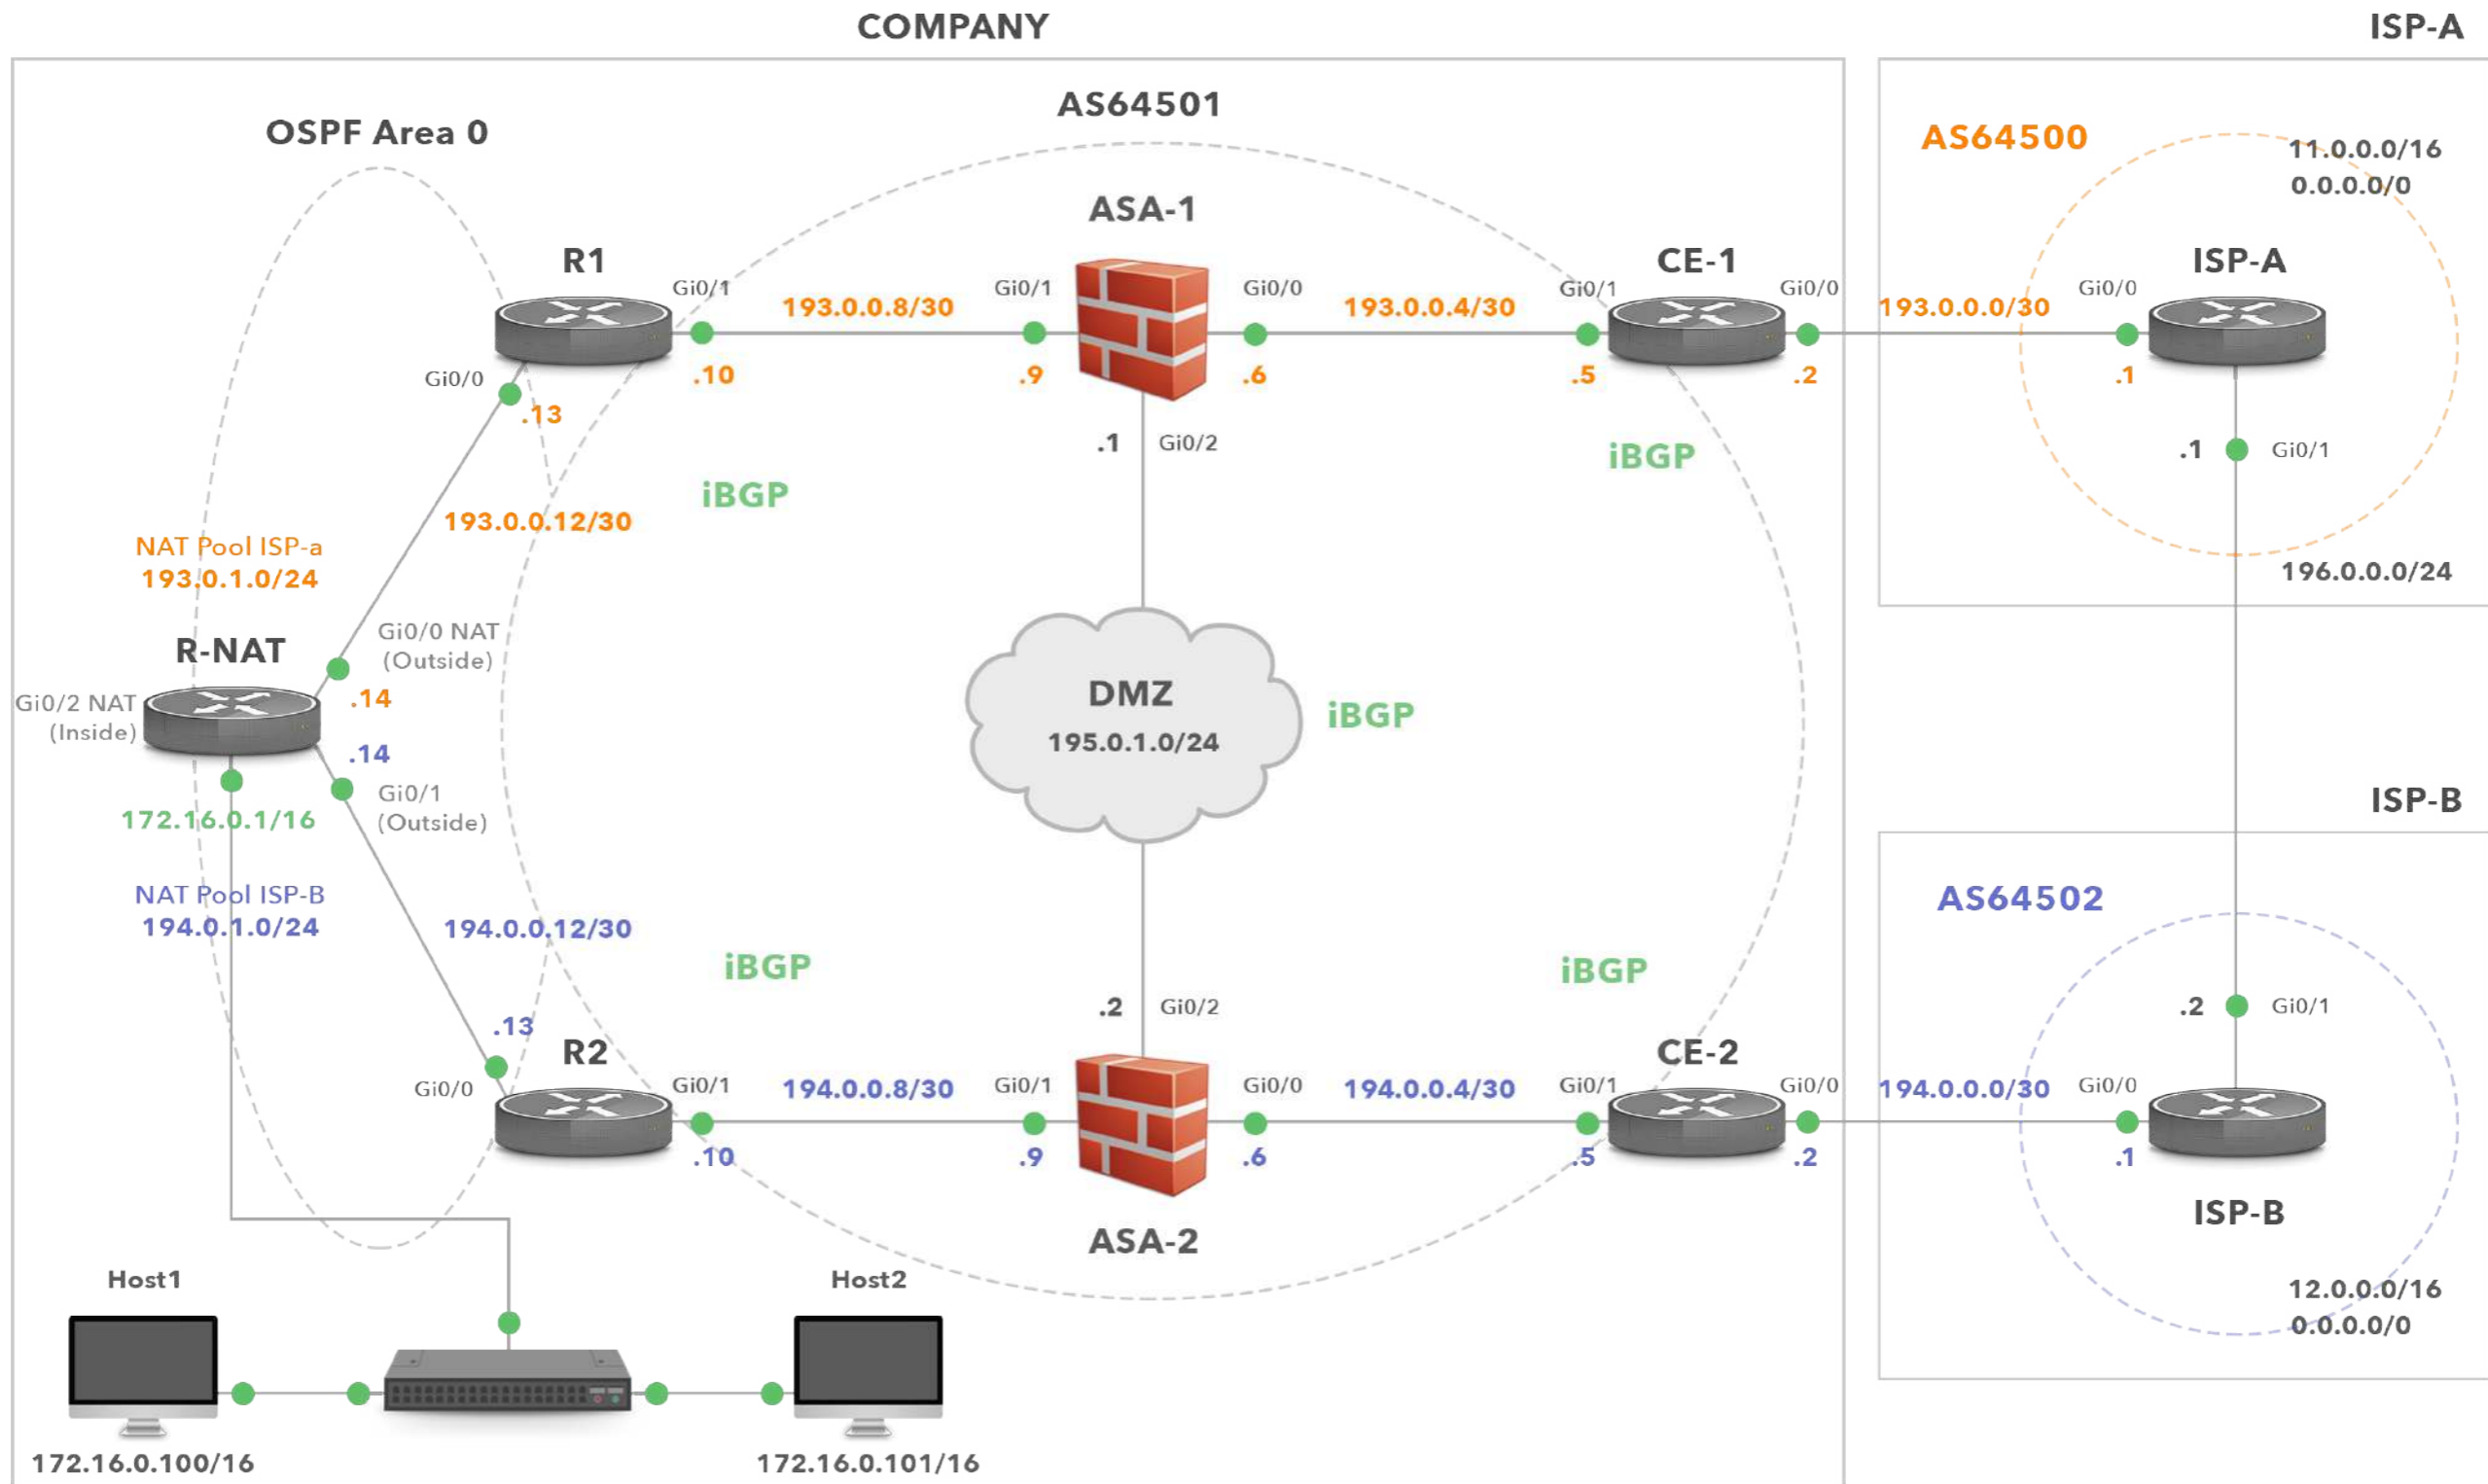 COMPANY
ISP-A
AS64501
OSPF Area 0
AS64500
11.0.0.0/16
0.0.0.0/0
ASA-1
R1
CE-1
ISP-A
Gi0/1
193.0.0.8/30
Gi0/1
Gi0/0
193.0.0.4/30
Gi0/1
Gi0/0
193.0.0.0/30
Gi0/0
.10
.9
.6
.5
.2
.1
Gi0/0
.13
.1
Gi0/2
iBGP
.1
Gi0/1
iBGP
193.0.0.12/30
NAT Pool ISP-a
193.0.1.0/24
196.0.0.0/24
Gi0/0 NAT
(Outside)
R-NAT
.14
Gi0/2 NAT
(Inside)
DMZ
195.0.1.0/24
iBGP
.14
Gi0/1
(Outside)
172.16.0.1/16
ISP-B
NAT Pool ISP-B
194.0.1.0/24
194.0.0.12/30
AS64502
iBGP
iBGP
.13
.2
Gi0/2
.2
Gi0/1
R2
CE-2
Gi0/0
Gi0/1
194.0.0.8/30
Gi0/1
Gi0/0
194.0.0.4/30
Gi0/1
Gi0/0
194.0.0.0/30
Gi0/0
.10
.9
.6
.5
.2
.1
ASA-2
ISP-B
Host1
Host2
12.0.0.0/16
0.0.0.0/0
172.16.0.100/16
172.16.0.101/16